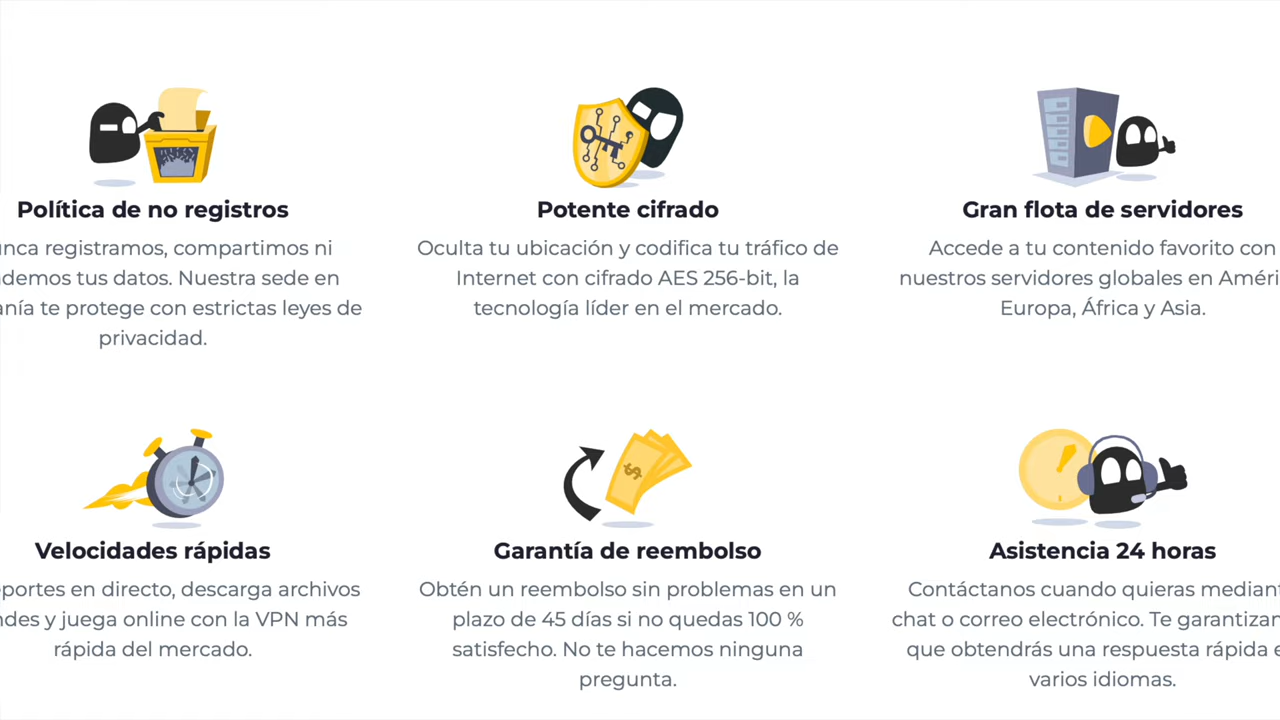 Política de no registros
registramos, compartimos ni
tus datos. Nuestra sede en
te protege con estrictas leyes de
privacidad.
Potente cifrado
Oculta tu ubicación y codifica tu tráfico de
Internet con cifrado AES 256-bit, la
tecnología líder en el mercado.
Gran flota de servidores
Accede a tu contenido favorito con
nuestros servidores globales en
Europa, África y Asia.
Velocidades rápidas
en directo, descarga archivos
y juega online con la VPN más
rápida del mercado.
Garantía de reembolso
Obtén un reembolso sin problemas en un
plazo de 45 días si no quedas 100 %
satisfecho. No te hacemos ninguna
pregunta.
Asistencia 24 horas
Contáctanos cuando quieras
chat o correo electrónico. Te
que obtendrás una respuesta rápida
varios idiomas.